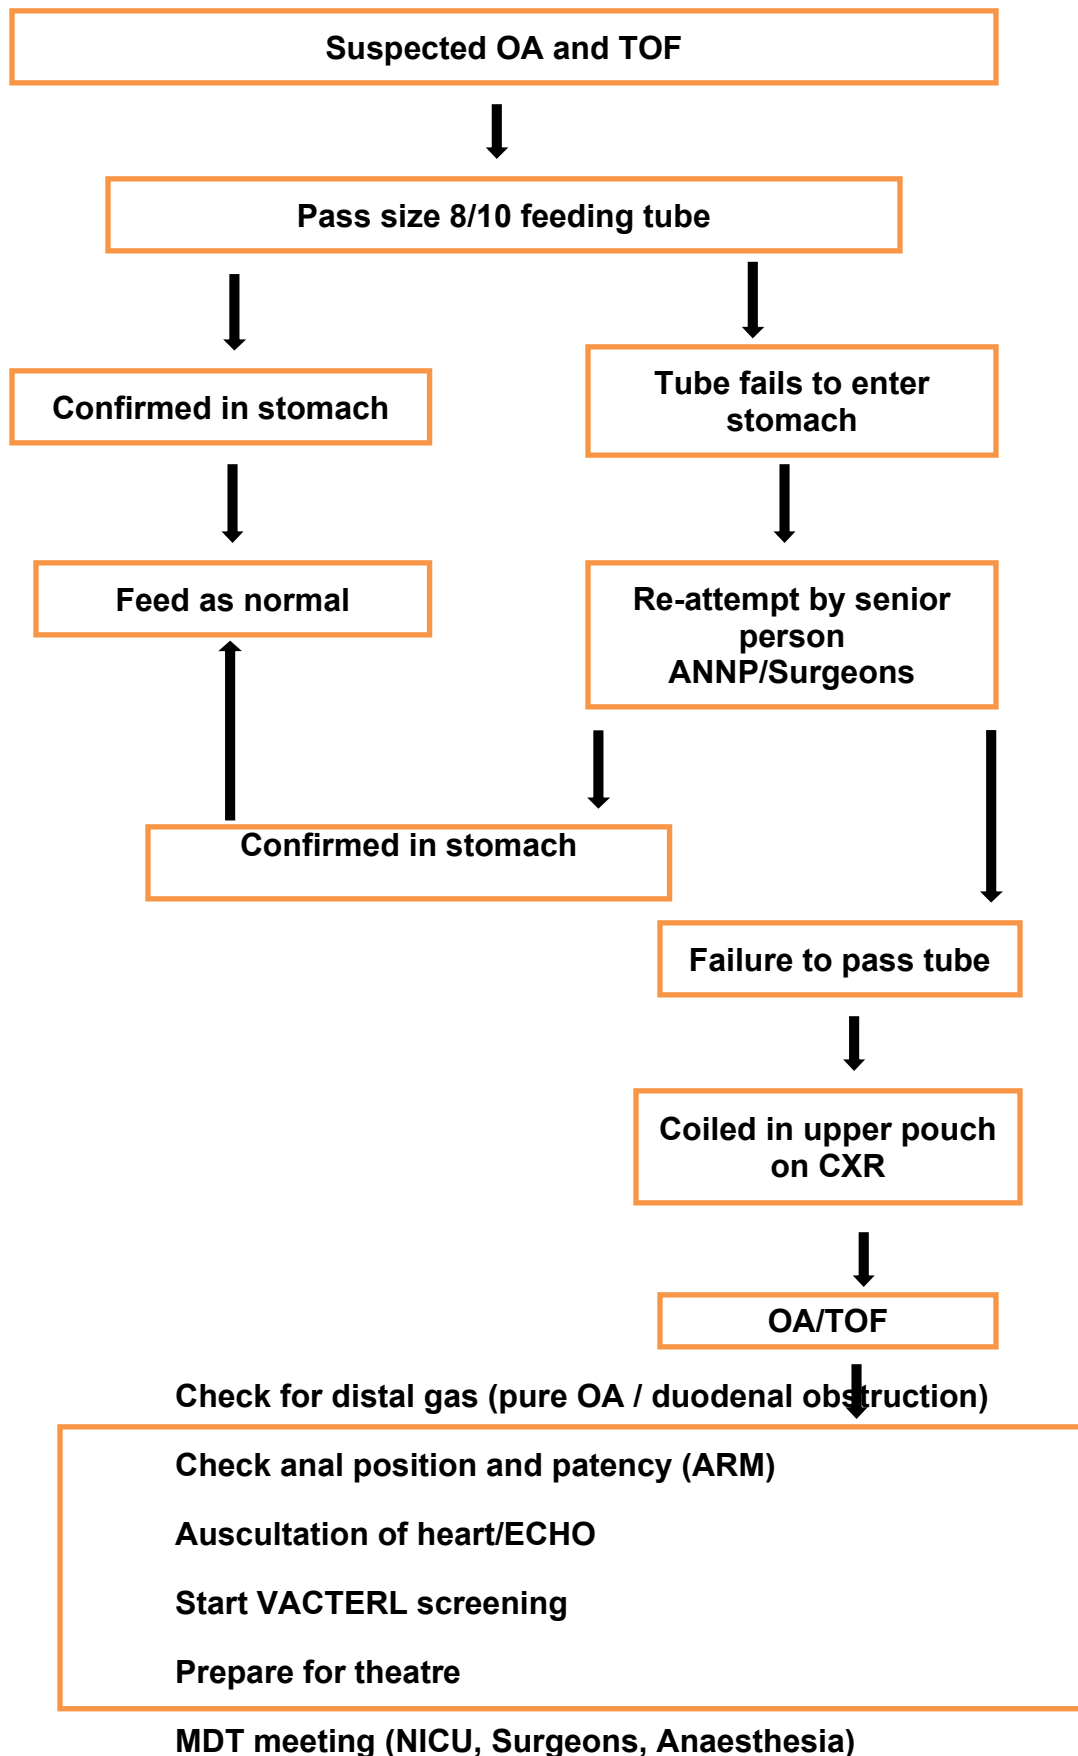 Suspected OA and TOF
Pass size 8/10 feeding tube
Confirmed in stomach
Tube fails to enter
stomach
Feed as normal
Re-attempt by senior
person
ANNP/Surgeons
Confirmed in stomach
Failure to pass tube
Coiled in upper pouch
on CXR
OA/TOF
Check for distal gas (pure OA / duodenal obstruction)
Check anal position and patency (ARM)
Auscultation of heart/ECHO
Start VACTERL screening
Prepare for theatre
MDT meeting (NICU, Surgeons, Anaesthesia)